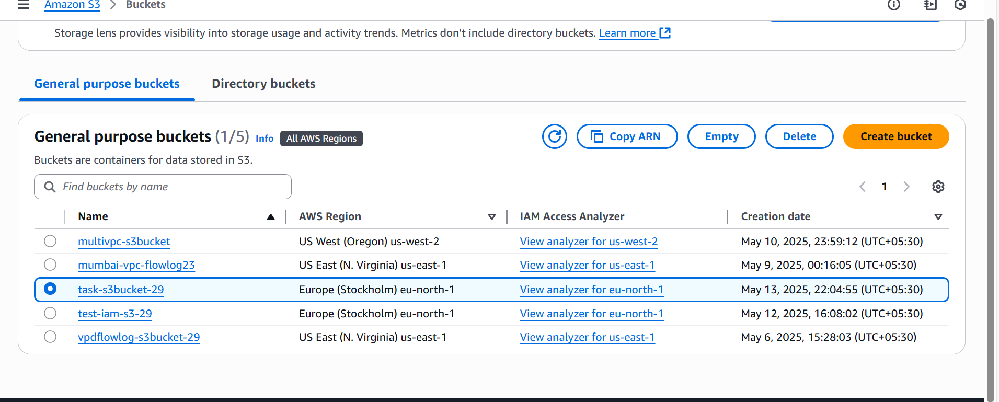 Amazon S3 > Buckets
Storage lens provides visibility into storage usage and activity trends. Metrics don't include directory buckets. Learn more
General purpose buckets Directory buckets
General purpose buckets (1/5) Info All AWS Regions Copy ARN Empty Delete Create bucket
Buckets are containers for data stored in S3.
Find buckets by name 1
Name AWS Region IAM Access Analyzer Creation date
multivpc-s3bucket US West (Oregon) us-west-2 View analyzer for us-west-2 May 10, 2025, 23:59:12 (UTC+05:30)
mumbai-vpc-flowlog23 US East (N. Virginia) us-east-1 View analyzer for us-east-1 May 9, 2025, 00:16:05 (UTC+05:30)
task-s3bucket-29 Europe (Stockholm) eu-north-1 View analyzer for eu-north-1 May 13, 2025, 22:04:55 (UTC+05:30)
test-iam-s3-29 Europe (Stockholm) eu-north-1 View analyzer for eu-north-1 May 12, 2025, 16:08:02 (UTC+05:30)
vpdflowlog-s3bucket-29 US East (N. Virginia) us-east-1 View analyzer for us-east-1 May 6, 2025, 15:28:03 (UTC+05:30)